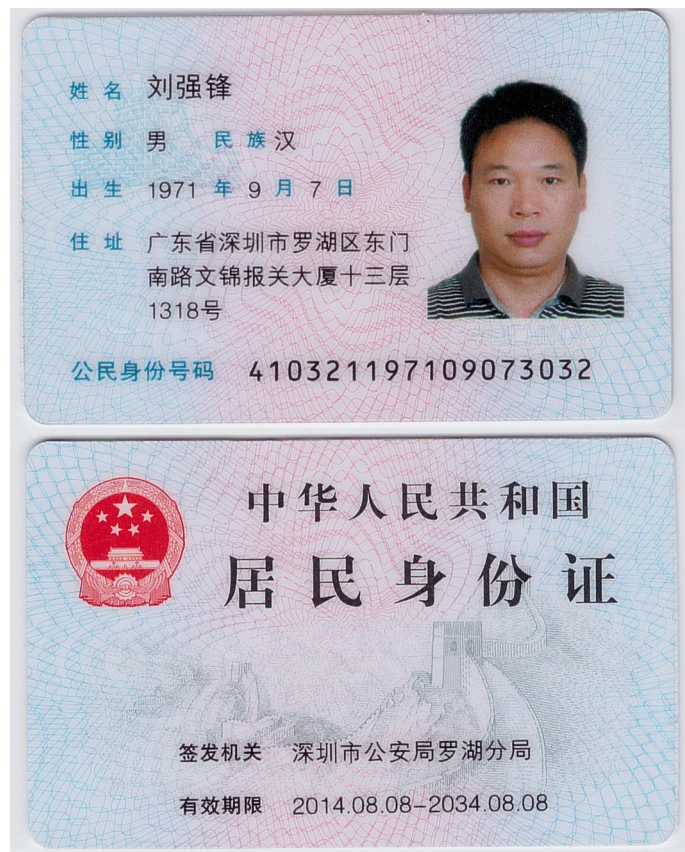 姓名 刘强锋
性别 男 民族 汉
出生 1971 年 9 月 7 日
住址 广东省深圳市罗湖区东门
南路文锦报关大厦十三层
1318号
公民身份号码 410321197109073032
中华人民共和国
居民身份证
签发机关 深圳市公安局罗湖分局
有效期限 2014.08.08-2034.08.08